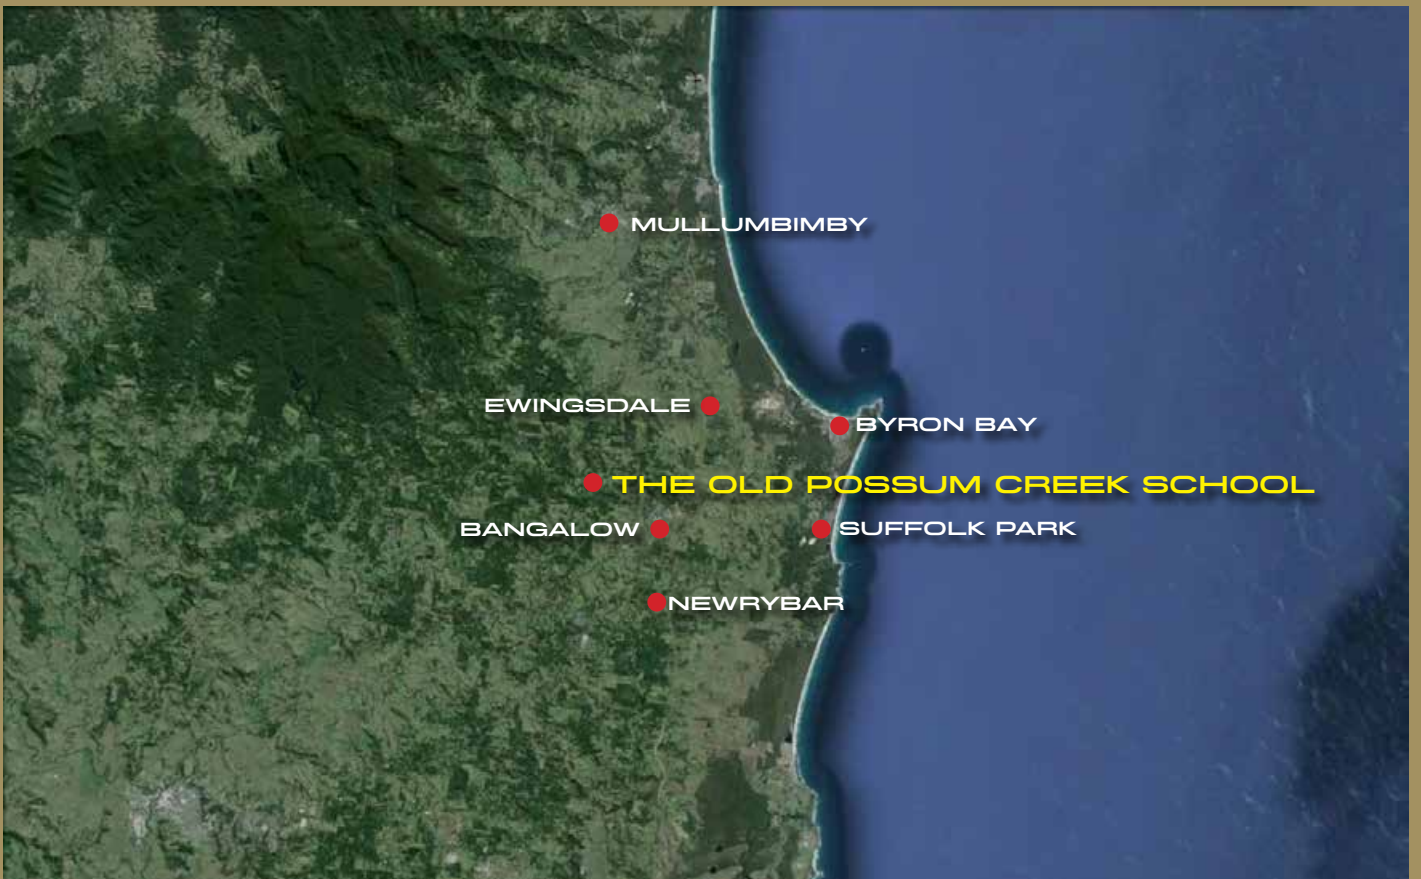 MULLUMBIMBY
EWINGSDALE
BYRON BAY
THE OLD POSSUM CREEK SCHOOL
BANGALOW
SUFFOLK PARK
NEWRYBAR